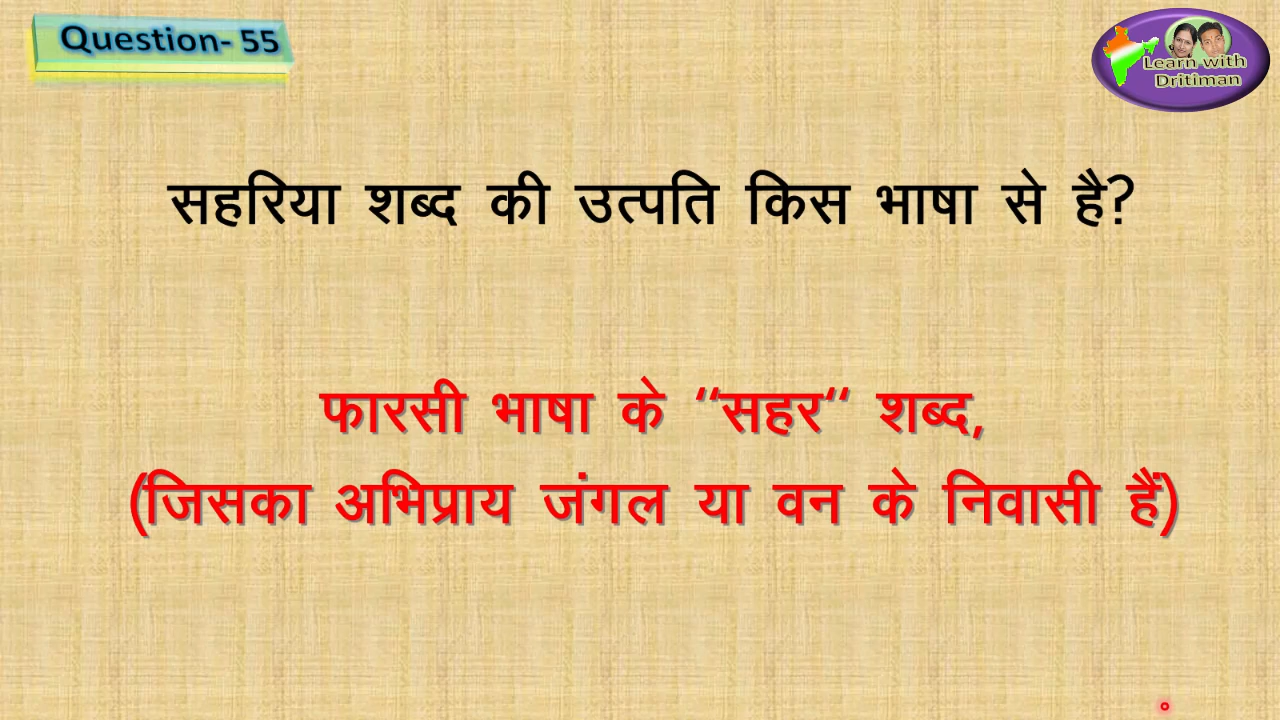 Question- 55
Learn with
Dritiman
सहरिया शब्द की उत्पति किस भाषा से है?
फारसी भाषा के “सहर“ शब्द,
(जिसका अभिप्राय जंगल या वन के निवासी हैं)